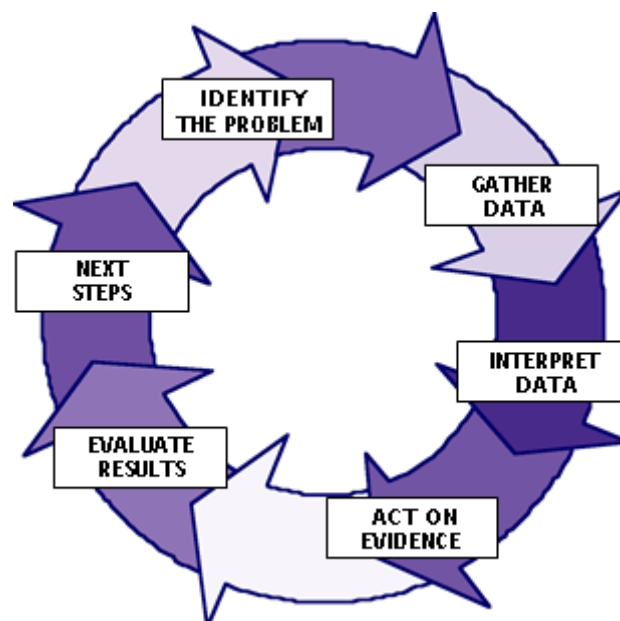 IDENTIFY
THE PROBLEM
GATHER
DATA
INTERPRET
DATA
ACT ON
EVIDENCE
EVALUATE
RESULTS
NEXT
STEPS